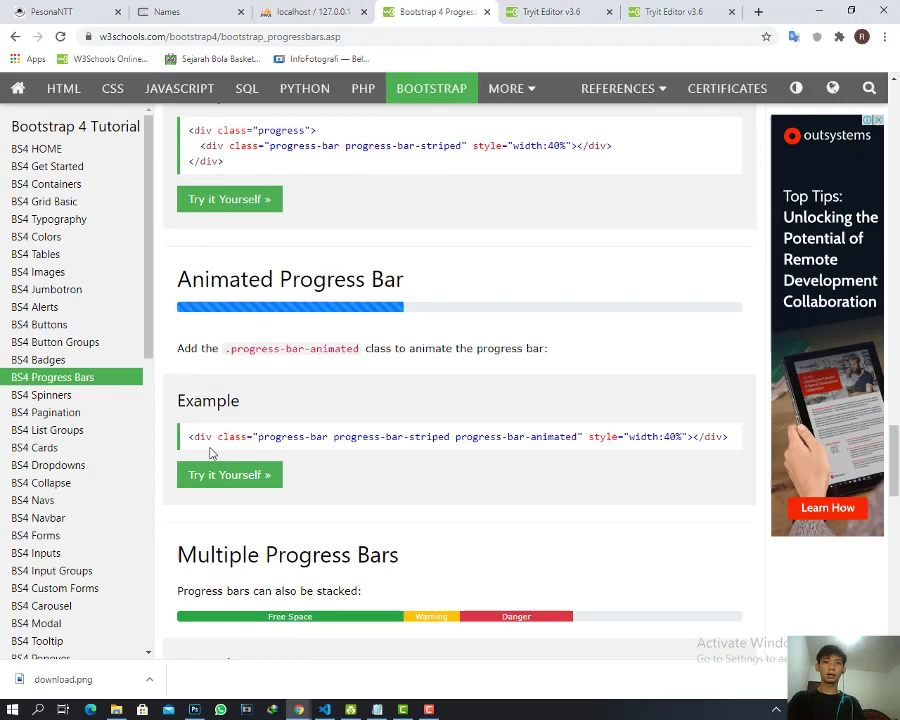 PesonaNTT
Names
localhost / 127.0.0.1
Bootstrap 4 Progres
Tryit Editor v3.6
Tryit Editor v3.6
w3schools.com/bootstrap4/bootstrap_progressbars.asp
R
Apps
W3Schools Online...
Sejarah Bola Basket...
InfoFotografi — Bel...
HTML
CSS
JAVASCRIPT
SQL
PYTHON
PHP
BOOTSTRAP
MORE
REFERENCES
CERTIFICATES
Bootstrap 4 Tutorial
BS4 HOME
BS4 Get Started
BS4 Containers
BS4 Grid Basic
BS4 Typography
BS4 Colors
BS4 Tables
BS4 Images
BS4 Jumbotron
BS4 Alerts
BS4 Buttons
BS4 Button Groups
BS4 Badges
BS4 Progress Bars
BS4 Spinners
BS4 Pagination
BS4 List Groups
BS4 Cards
BS4 Dropdowns
BS4 Collapse
BS4 Navs
BS4 Navbar
BS4 Forms
BS4 Inputs
BS4 Input Groups
BS4 Custom Forms
BS4 Carousel
BS4 Modal
BS4 Tooltip
BS4 Popover
<div class="progress">
<div class="progress-bar progress-bar-striped" style="width:40%"></div>
</div>
Try it Yourself »
Animated Progress Bar
Add the .progress-bar-animated class to animate the progress bar:
Example
<div class="progress-bar progress-bar-striped progress-bar-animated" style="width:40%"></div>
Try it Yourself »
Multiple Progress Bars
Progress bars can also be stacked:
Free Space
Warning
Danger
outsystems
Top Tips:
Unlocking the
Potential of
Remote
Development
Collaboration
Learn How
Activate Windo
Go to Settings to a
download.png